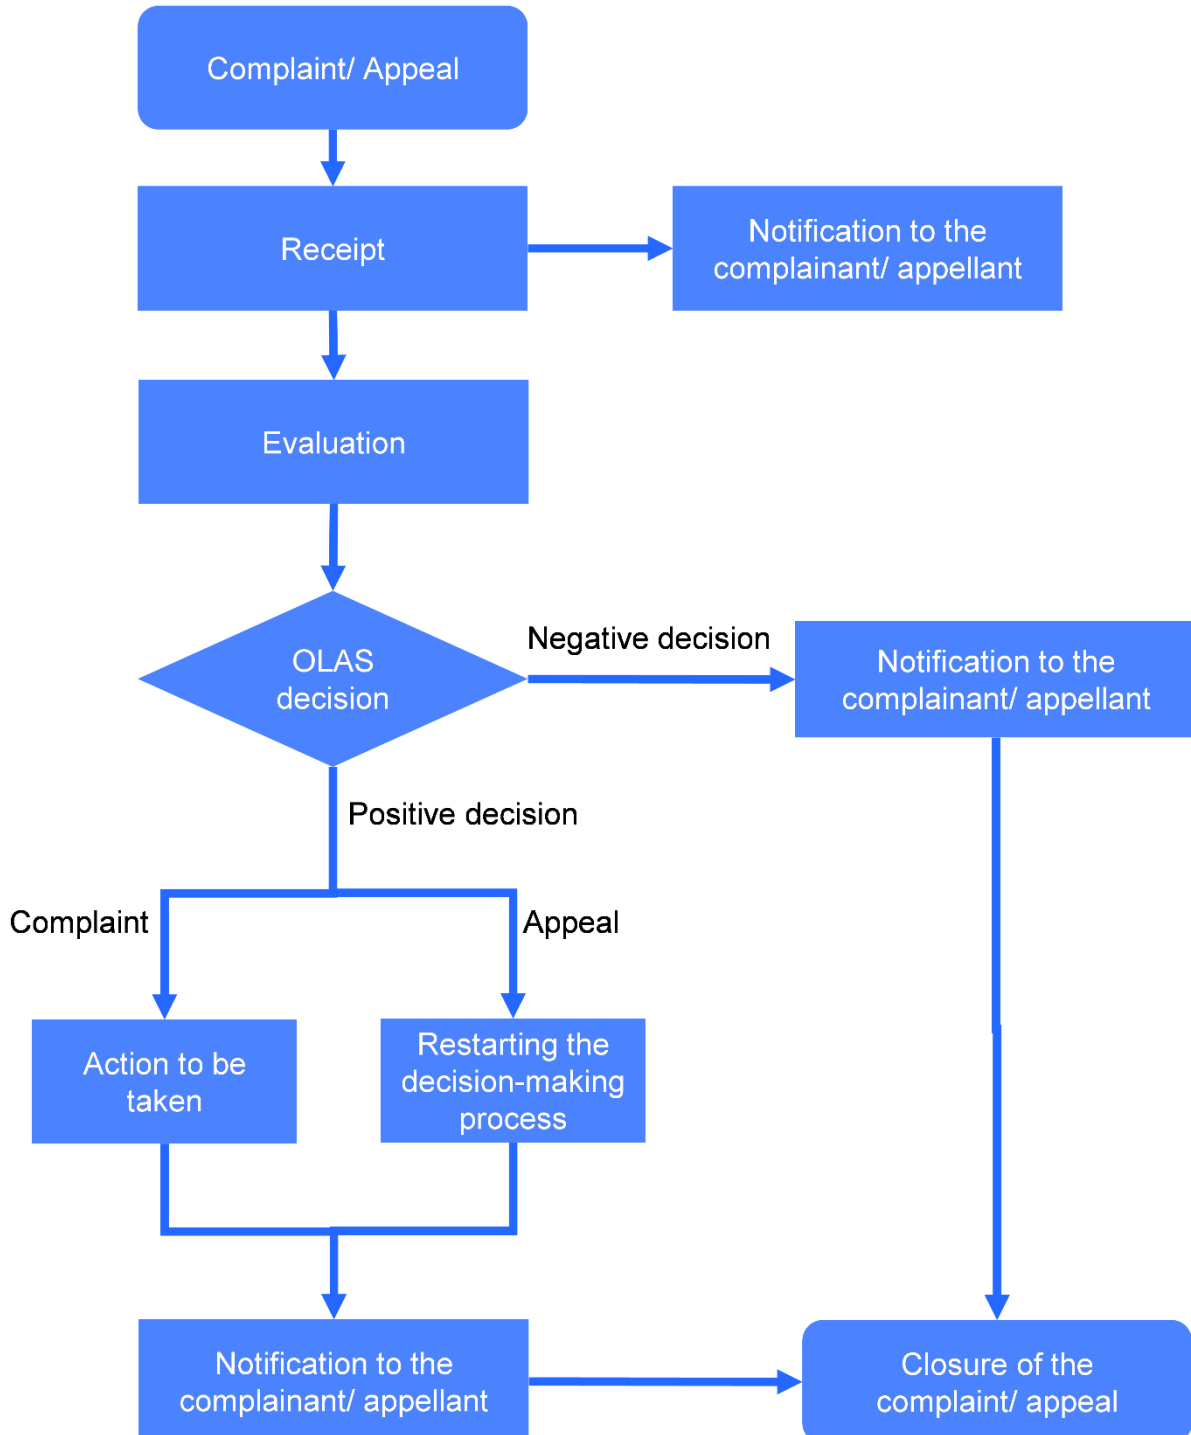 Complaint/ Appeal
Receipt
Notification to the
complainant/ appellant
Evaluation
OLAS
decision
Negative decision
Notification to the
complainant/ appellant
Positive decision
Complaint
Appeal
Action to be
taken
Restarting the
decision-making
process
Notification to the
complainant/ appellant
Closure of the
complaint/ appeal